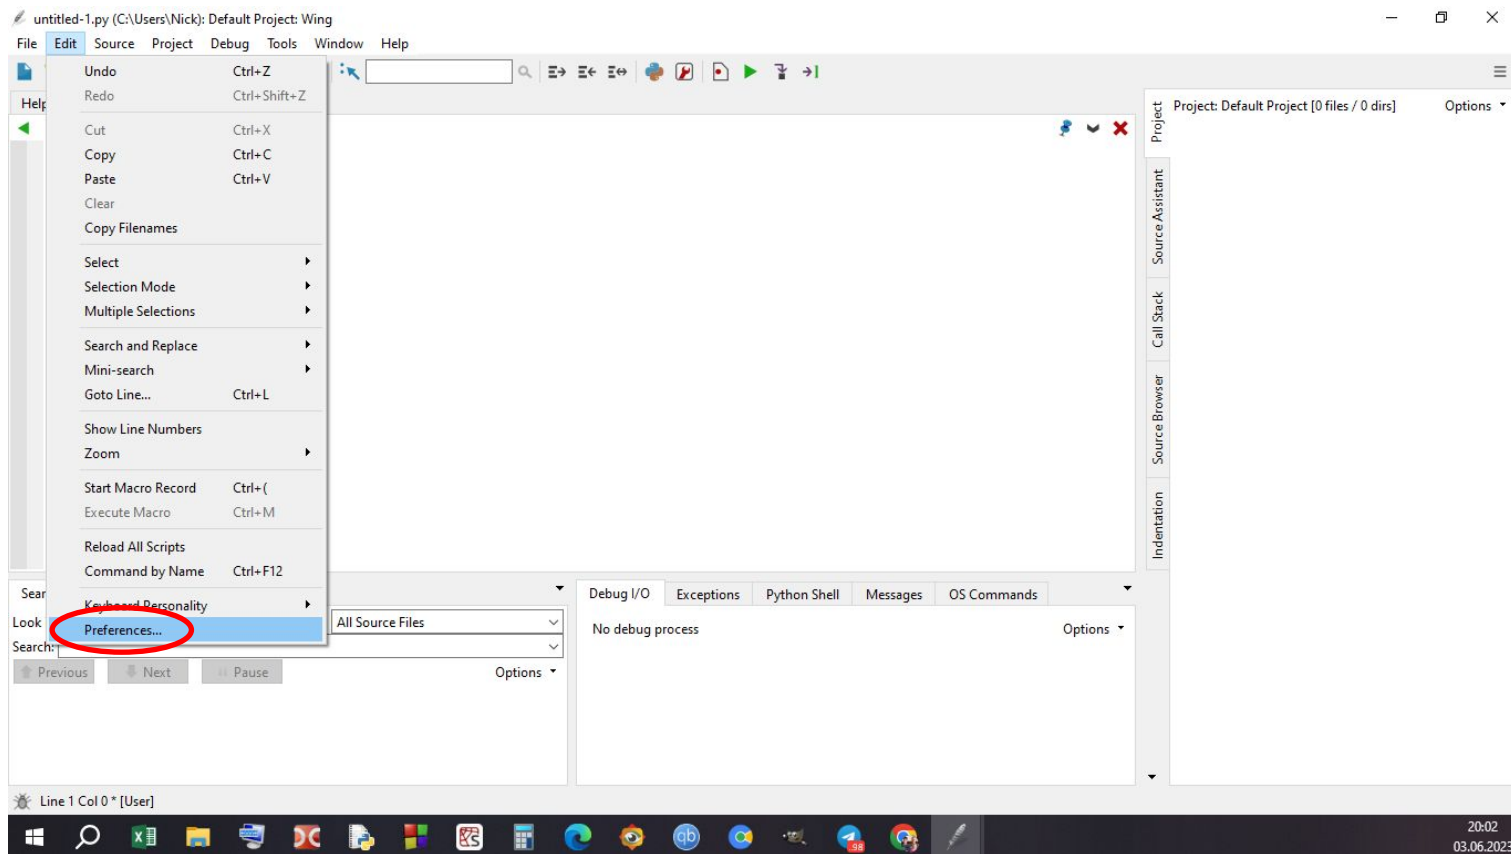 untitled-1.py (C:\Users\Nick): Default Project: Wing
File Edit Source Project Debug Tools Window Help
Undo Ctrl+Z
Redo Ctrl+Shift+Z
Cut Ctrl+X
Copy Ctrl+C
Paste Ctrl+V
Clear
Copy Filenames
Select
Selection Mode
Multiple Selections
Search and Replace
Mini-search
Goto Line... Ctrl+L
Show Line Numbers
Zoom
Start Macro Record Ctrl+(
Execute Macro Ctrl+M
Reload All Scripts
Command by Name Ctrl+F12
Keyboard Personality
Preferences...
Help
Project: Default Project [0 files / 0 dirs] Options
Project
Source Assistant
Call Stack
Source Browser
Indentation
Sear
Look All Source Files
Search:
Previous Next Pause Options
Debug I/O Exceptions Python Shell Messages OS Commands
No debug process Options
Line 1 Col 0 * [User]
qb
98
20:02
03.06.2023